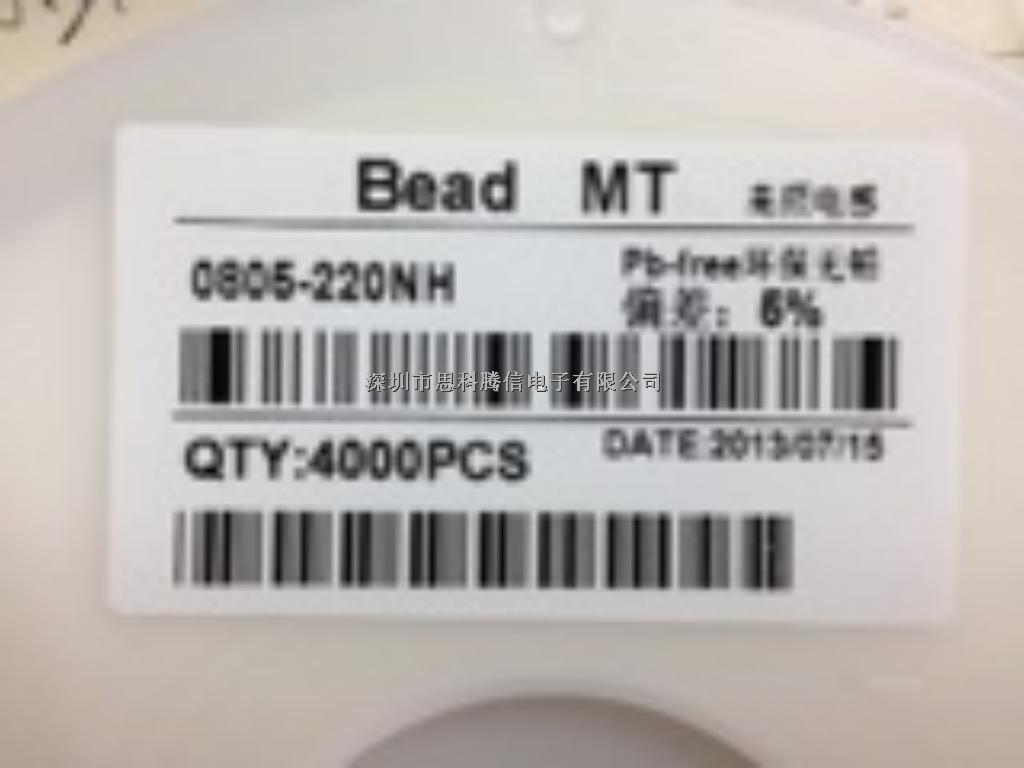 Bead MT 高频电感
0805-220NH
Pb-free环保无铅
偏差：5%
深圳市思科腾信电子有限公司
QTY:4000PCS
DATE:2013/07/15